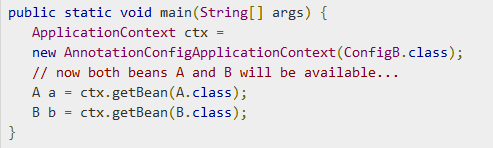 public static void main(String[] args) {
   ApplicationContext ctx =
   new AnnotationConfigApplicationContext(ConfigB.class);
   // now both beans A and B will be available...
   A a = ctx.getBean(A.class);
   B b = ctx.getBean(B.class);
}